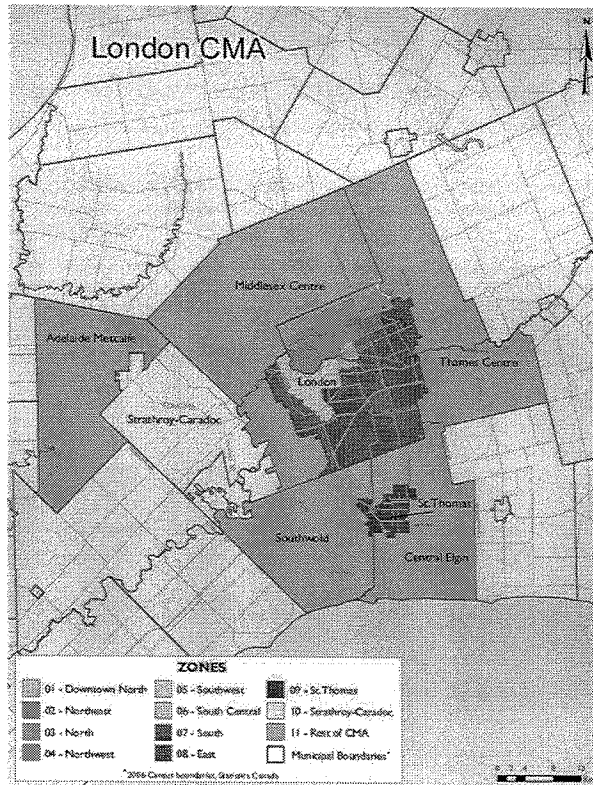 London CMA
N
Middlesex Centre
Adelaide Metcalfe
Thames Centre
London
Strathroy-Caradoc
St.Thomas
Southwold
Central Elgin
ZONES
01 - Downtown North
02 - Northeast
03 - North
04 - Northwest
05 - Southwest
06 - South Central
07 - South
08 - East
09 - St.Thomas
10 - Strathroy-Caradoc
11 - Rest of CMA
Municipal Boundaries*
*2006 Census boundaries, Statistics Canada